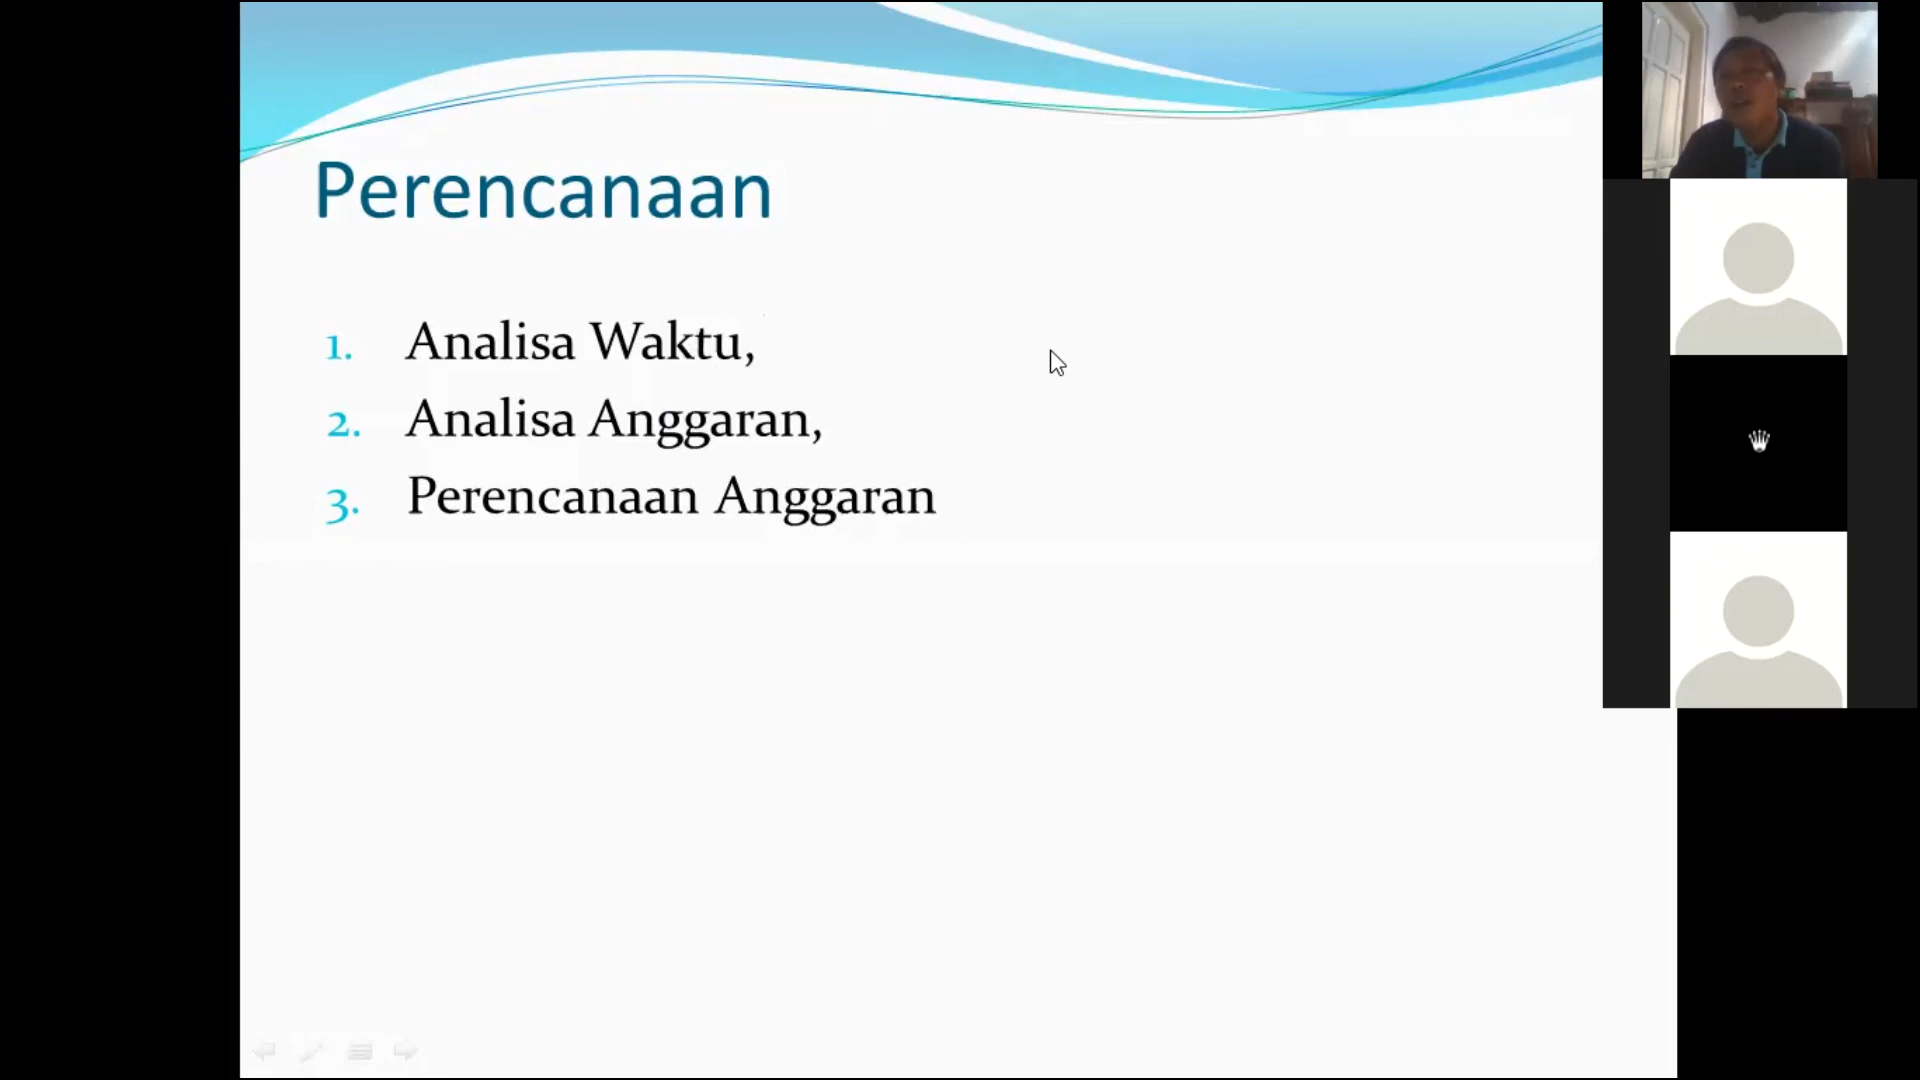 Perencanaan
1. Analisa Waktu,
2. Analisa Anggaran,
3. Perencanaan Anggaran